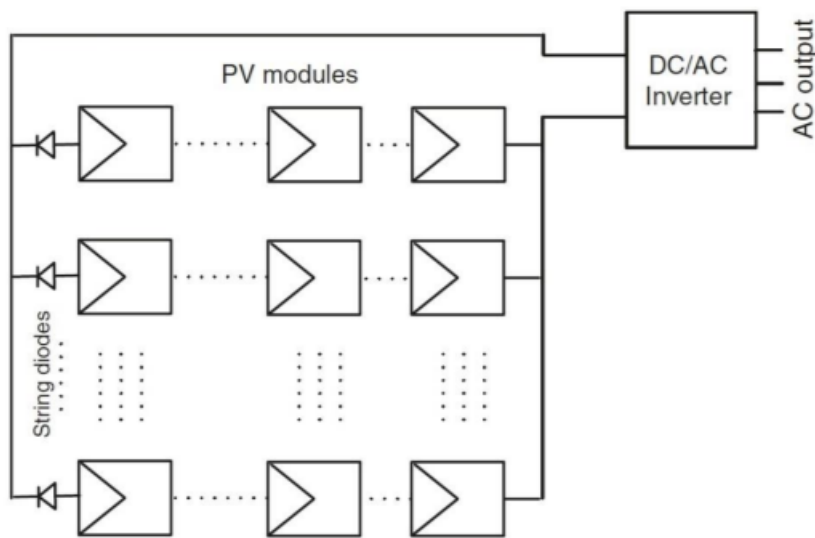 PV modules
DC/AC
Inverter
AC output
String diodes